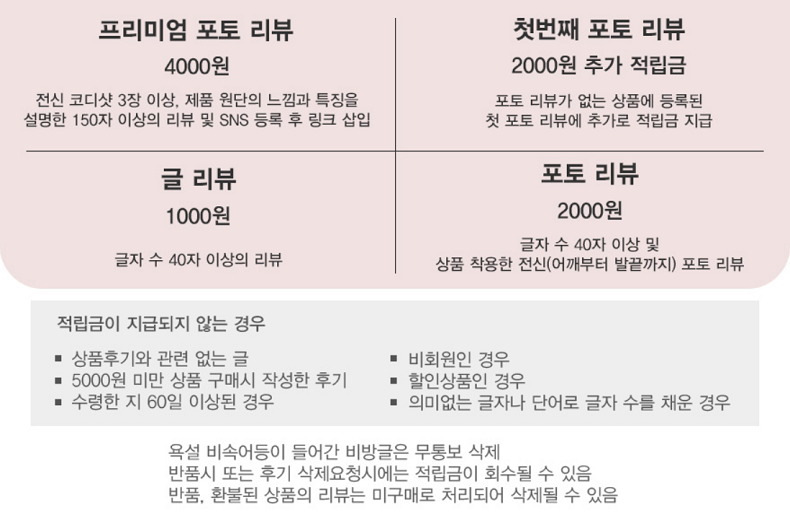 프리미엄 포토 리뷰
4000원
전신 코디샷 3장 이상, 제품 원단의 느낌과 특징을
설명한 150자 이상의 리뷰 및 SNS 등록 후 링크 삽입
첫번째 포토 리뷰
2000원 추가 적립금
포토 리뷰가 없는 상품에 등록된
첫 포토 리뷰에 추가로 적립금 지급
글 리뷰
1000원
글자 수 40자 이상의 리뷰
포토 리뷰
2000원
글자 수 40자 이상 및
상품 착용한 전신(어깨부터 발끝까지) 포토 리뷰
적립금이 지급되지 않는 경우
▪ 상품후기와 관련 없는 글
▪ 5000원 미만 상품 구매시 작성한 후기
▪ 수령한 지 60일 이상된 경우
▪ 비회원인 경우
▪ 할인상품인 경우
▪ 의미없는 글자나 단어로 글자 수를 채운 경우
욕설 비속어등이 들어간 비방글은 무통보 삭제
반품시 또는 후기 삭제요청시에는 적립금이 회수될 수 있음
반품, 환불된 상품의 리뷰는 미구매로 처리되어 삭제될 수 있음